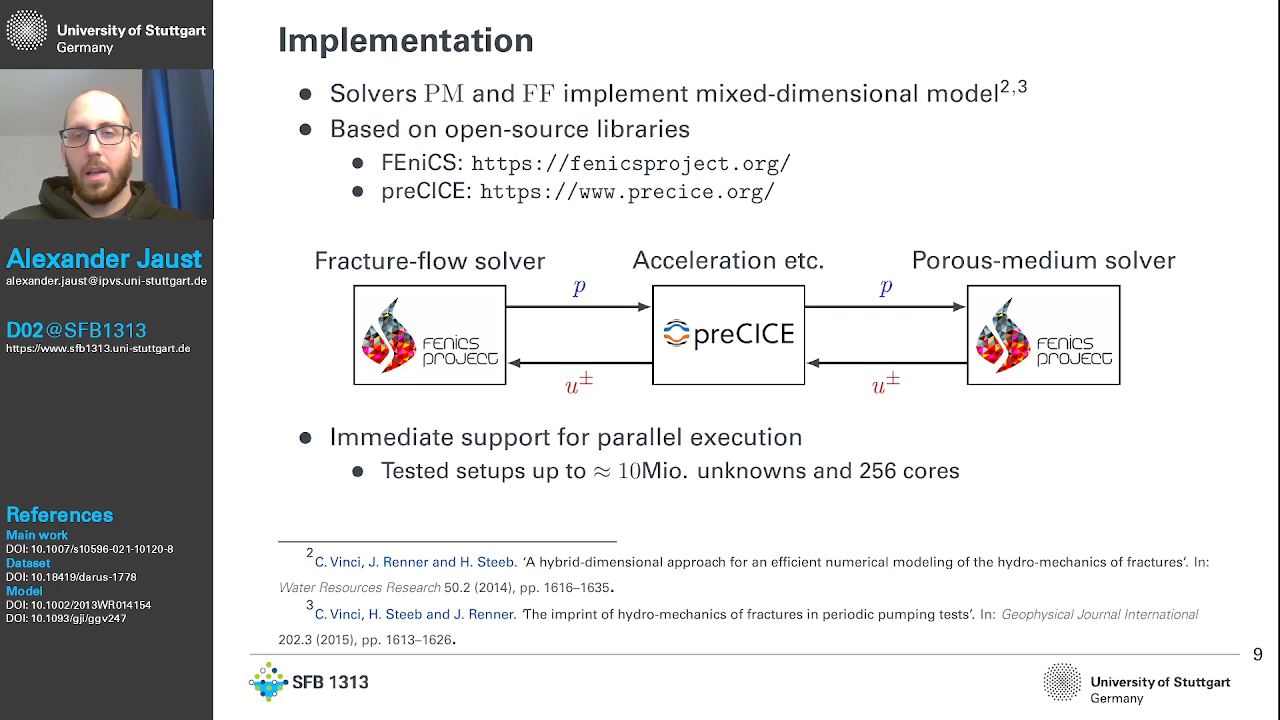 University of Stuttgart
Germany
Alexander Jaust
alexander.jaust@ipvs.uni-stuttgart.de
D02@SFB1313
https://www.sfb1313.uni-stuttgart.de
References
Main work
DOI: 10.1007/s10596-021-10120-8
Dataset
DOI: 10.18419/darus-1778
Model
DOI: 10.1002/2013WR014154
DOI: 10.1093/gji/ggv247
Implementation
• Solvers PM and FF implement mixed-dimensional model2,3
• Based on open-source libraries
• FEniCS: https://fenicsproject.org/
• preCICE: https://www.precice.org/
Fracture-flow solver Acceleration etc. Porous-medium solver
p p
FENICS PROJECT preCICE FENICS PROJECT
u± u±
• Immediate support for parallel execution
• Tested setups up to ≈ 10Mio. unknowns and 256 cores
2C. Vinci, J. Renner and H. Steeb. ‘A hybrid-dimensional approach for an efficient numerical modeling of the hydro-mechanics of fractures’. In:
Water Resources Research 50.2 (2014), pp. 1616–1635.
3C. Vinci, H. Steeb and J. Renner. ‘The imprint of hydro-mechanics of fractures in periodic pumping tests’. In: Geophysical Journal International
202.3 (2015), pp. 1613–1626.
9
SFB 1313
University of Stuttgart
Germany